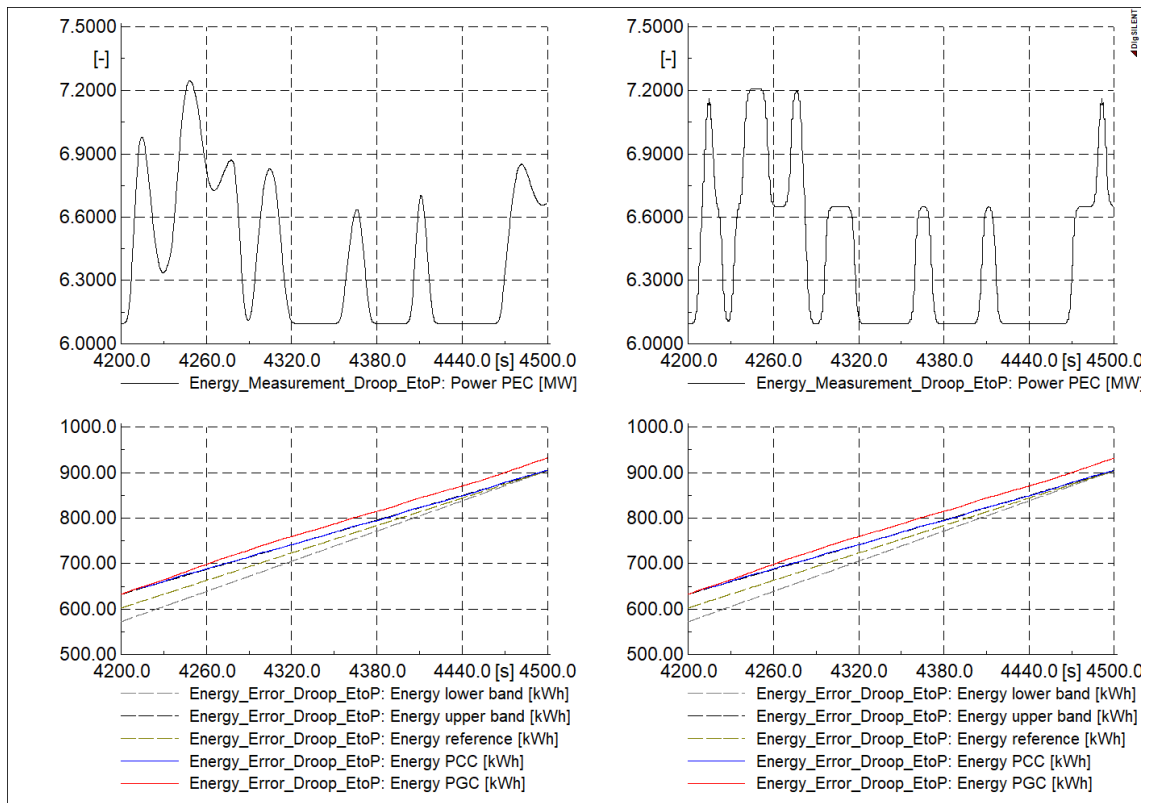 7.5000
[-]
7.2000
6.9000
6.6000
6.3000
6.0000
4200.0 4260.0 4320.0 4380.0 4440.0 [s] 4500.0
Energy_Measurement_Droop_EtoP: Power PEC [MW]
7.5000
[-]
7.2000
6.9000
6.6000
6.3000
6.0000
4200.0 4260.0 4320.0 4380.0 4440.0 [s] 4500.0
Energy_Measurement_Droop_EtoP: Power PEC [MW]
DIgSILENT
1000.0
900.00
800.00
700.00
600.00
500.00
4200.0 4260.0 4320.0 4380.0 4440.0 [s] 4500.0
Energy_Error_Droop_EtoP: Energy lower band [kWh]
Energy_Error_Droop_EtoP: Energy upper band [kWh]
Energy_Error_Droop_EtoP: Energy reference [kWh]
Energy_Error_Droop_EtoP: Energy PCC [kWh]
Energy_Error_Droop_EtoP: Energy PGC [kWh]
1000.0
900.00
800.00
700.00
600.00
500.00
4200.0 4260.0 4320.0 4380.0 4440.0 [s] 4500.0
Energy_Error_Droop_EtoP: Energy lower band [kWh]
Energy_Error_Droop_EtoP: Energy upper band [kWh]
Energy_Error_Droop_EtoP: Energy reference [kWh]
Energy_Error_Droop_EtoP: Energy PCC [kWh]
Energy_Error_Droop_EtoP: Energy PGC [kWh]